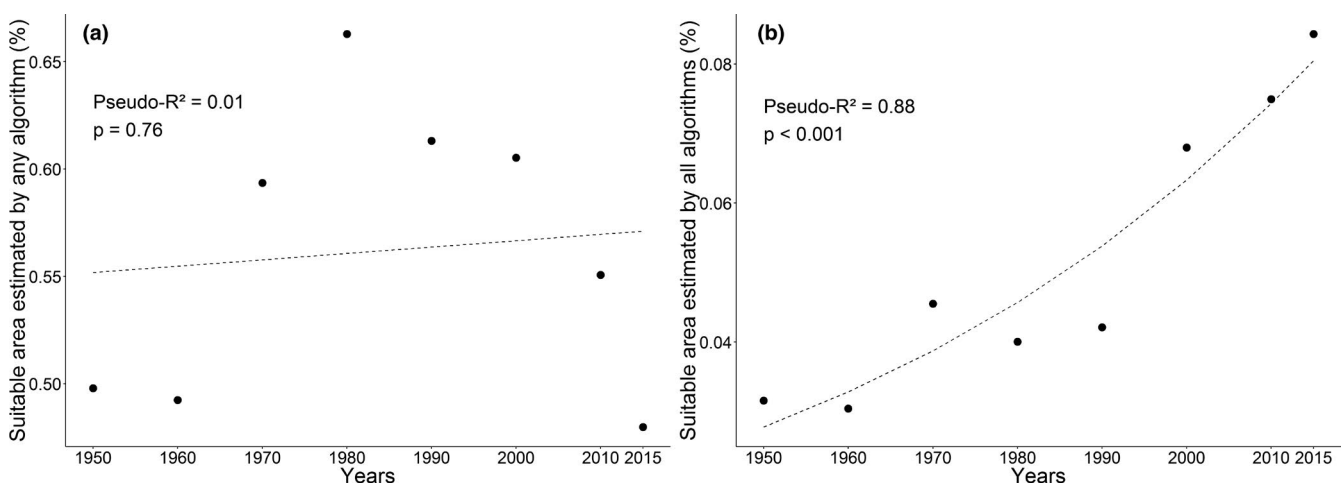 (a)
Suitable area estimated by any algorithm (%)
0.65
0.60
0.55
0.50
Pseudo-R² = 0.01
p = 0.76
1950 1960 1970 1980 1990 2000 2010 2015
Years
(b)
Suitable area estimated by all algorithms (%)
0.08
0.06
0.04
Pseudo-R² = 0.88
p < 0.001
1950 1960 1970 1980 1990 2000 2010 2015
Years